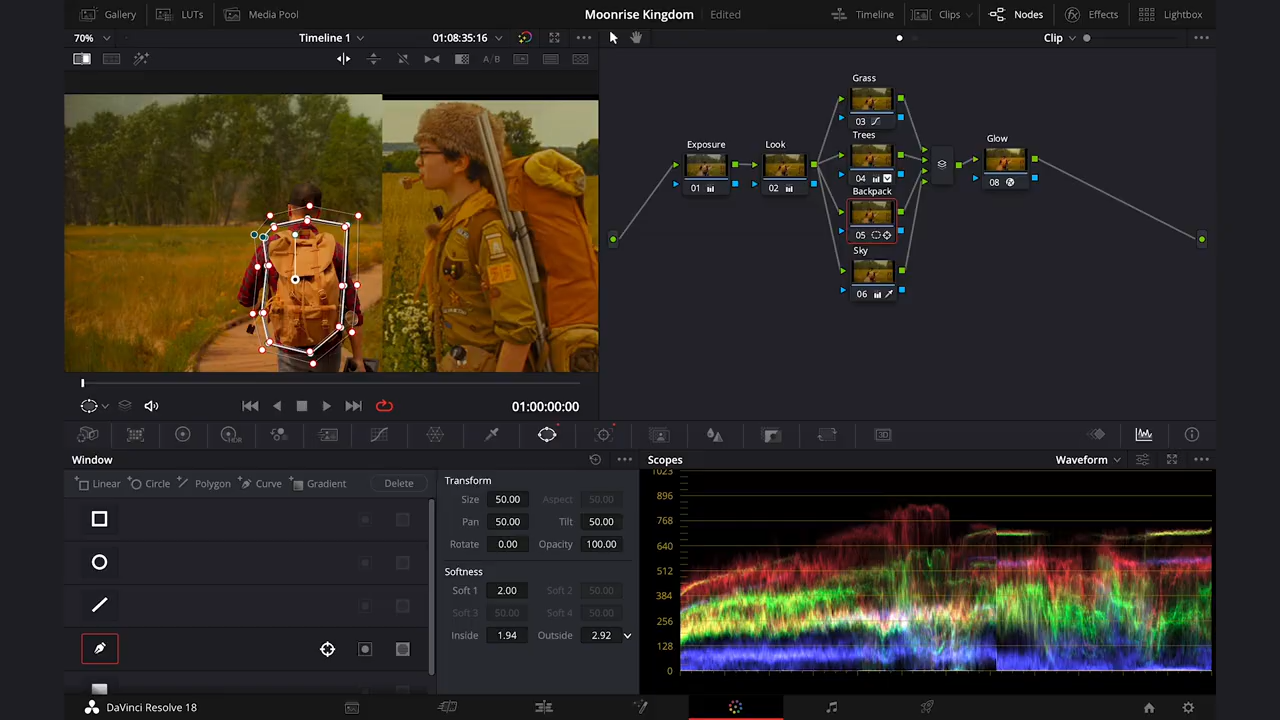 Gallery LUTs Media Pool Moonrise Kingdom Edited Timeline Clips Nodes Effects Lightbox
70% Timeline 1 01:08:35:16 Clip
A/B
Grass
03
Trees
Exposure Look Glow
04
01 02 08
Backpack
05
Sky
06
01:00:00:00
HDR 3D
Window Scopes Waveform
Linear Circle Polygon Curve Gradient Delete
Transform
Size 50.00 Aspect 50.00
Pan 50.00 Tilt 50.00
Rotate 0.00 Opacity 100.00
Softness
Soft 1 2.00 Soft 2 50.00
Soft 3 50.00 Soft 4 50.00
Inside 1.94 Outside 2.92
1023
896
768
640
512
384
256
128
0
DaVinci Resolve 18